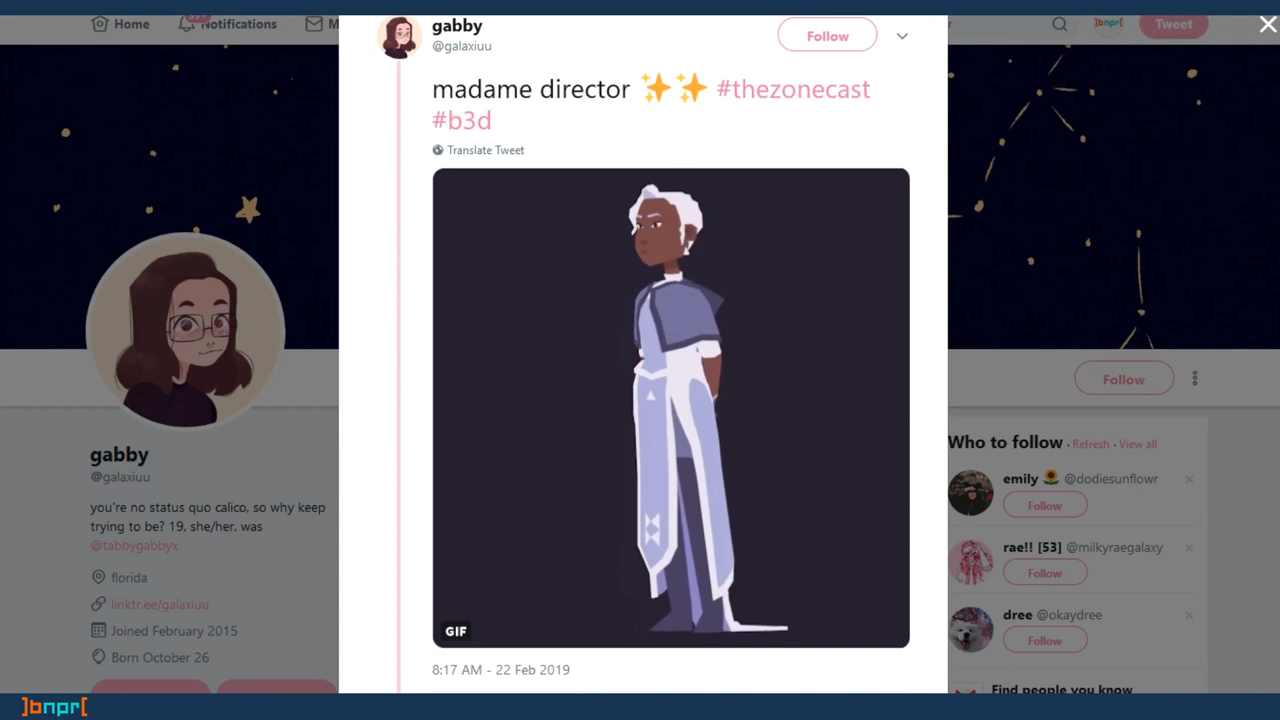 Home
Notifications
gabby
@galaxiuu
Follow
Tweet
madame director ✨✨ #thezonecast
#b3d
Translate Tweet
GIF
8:17 AM - 22 Feb 2019
gabby
@galaxiuu
you're no status quo calico, so why keep
trying to be? 19, she/her, was
@tabbygabbyx
florida
linktr.ee/galaxiuu
Joined February 2015
Born October 26
Follow
Who to follow · Refresh · View all
emily 🌻 @dodiesunflowr
Follow
rae!! [53] @milkyraegalaxy
Follow
dree @okaydree
Follow
Find people you know
]bnpr[
]bnpr[